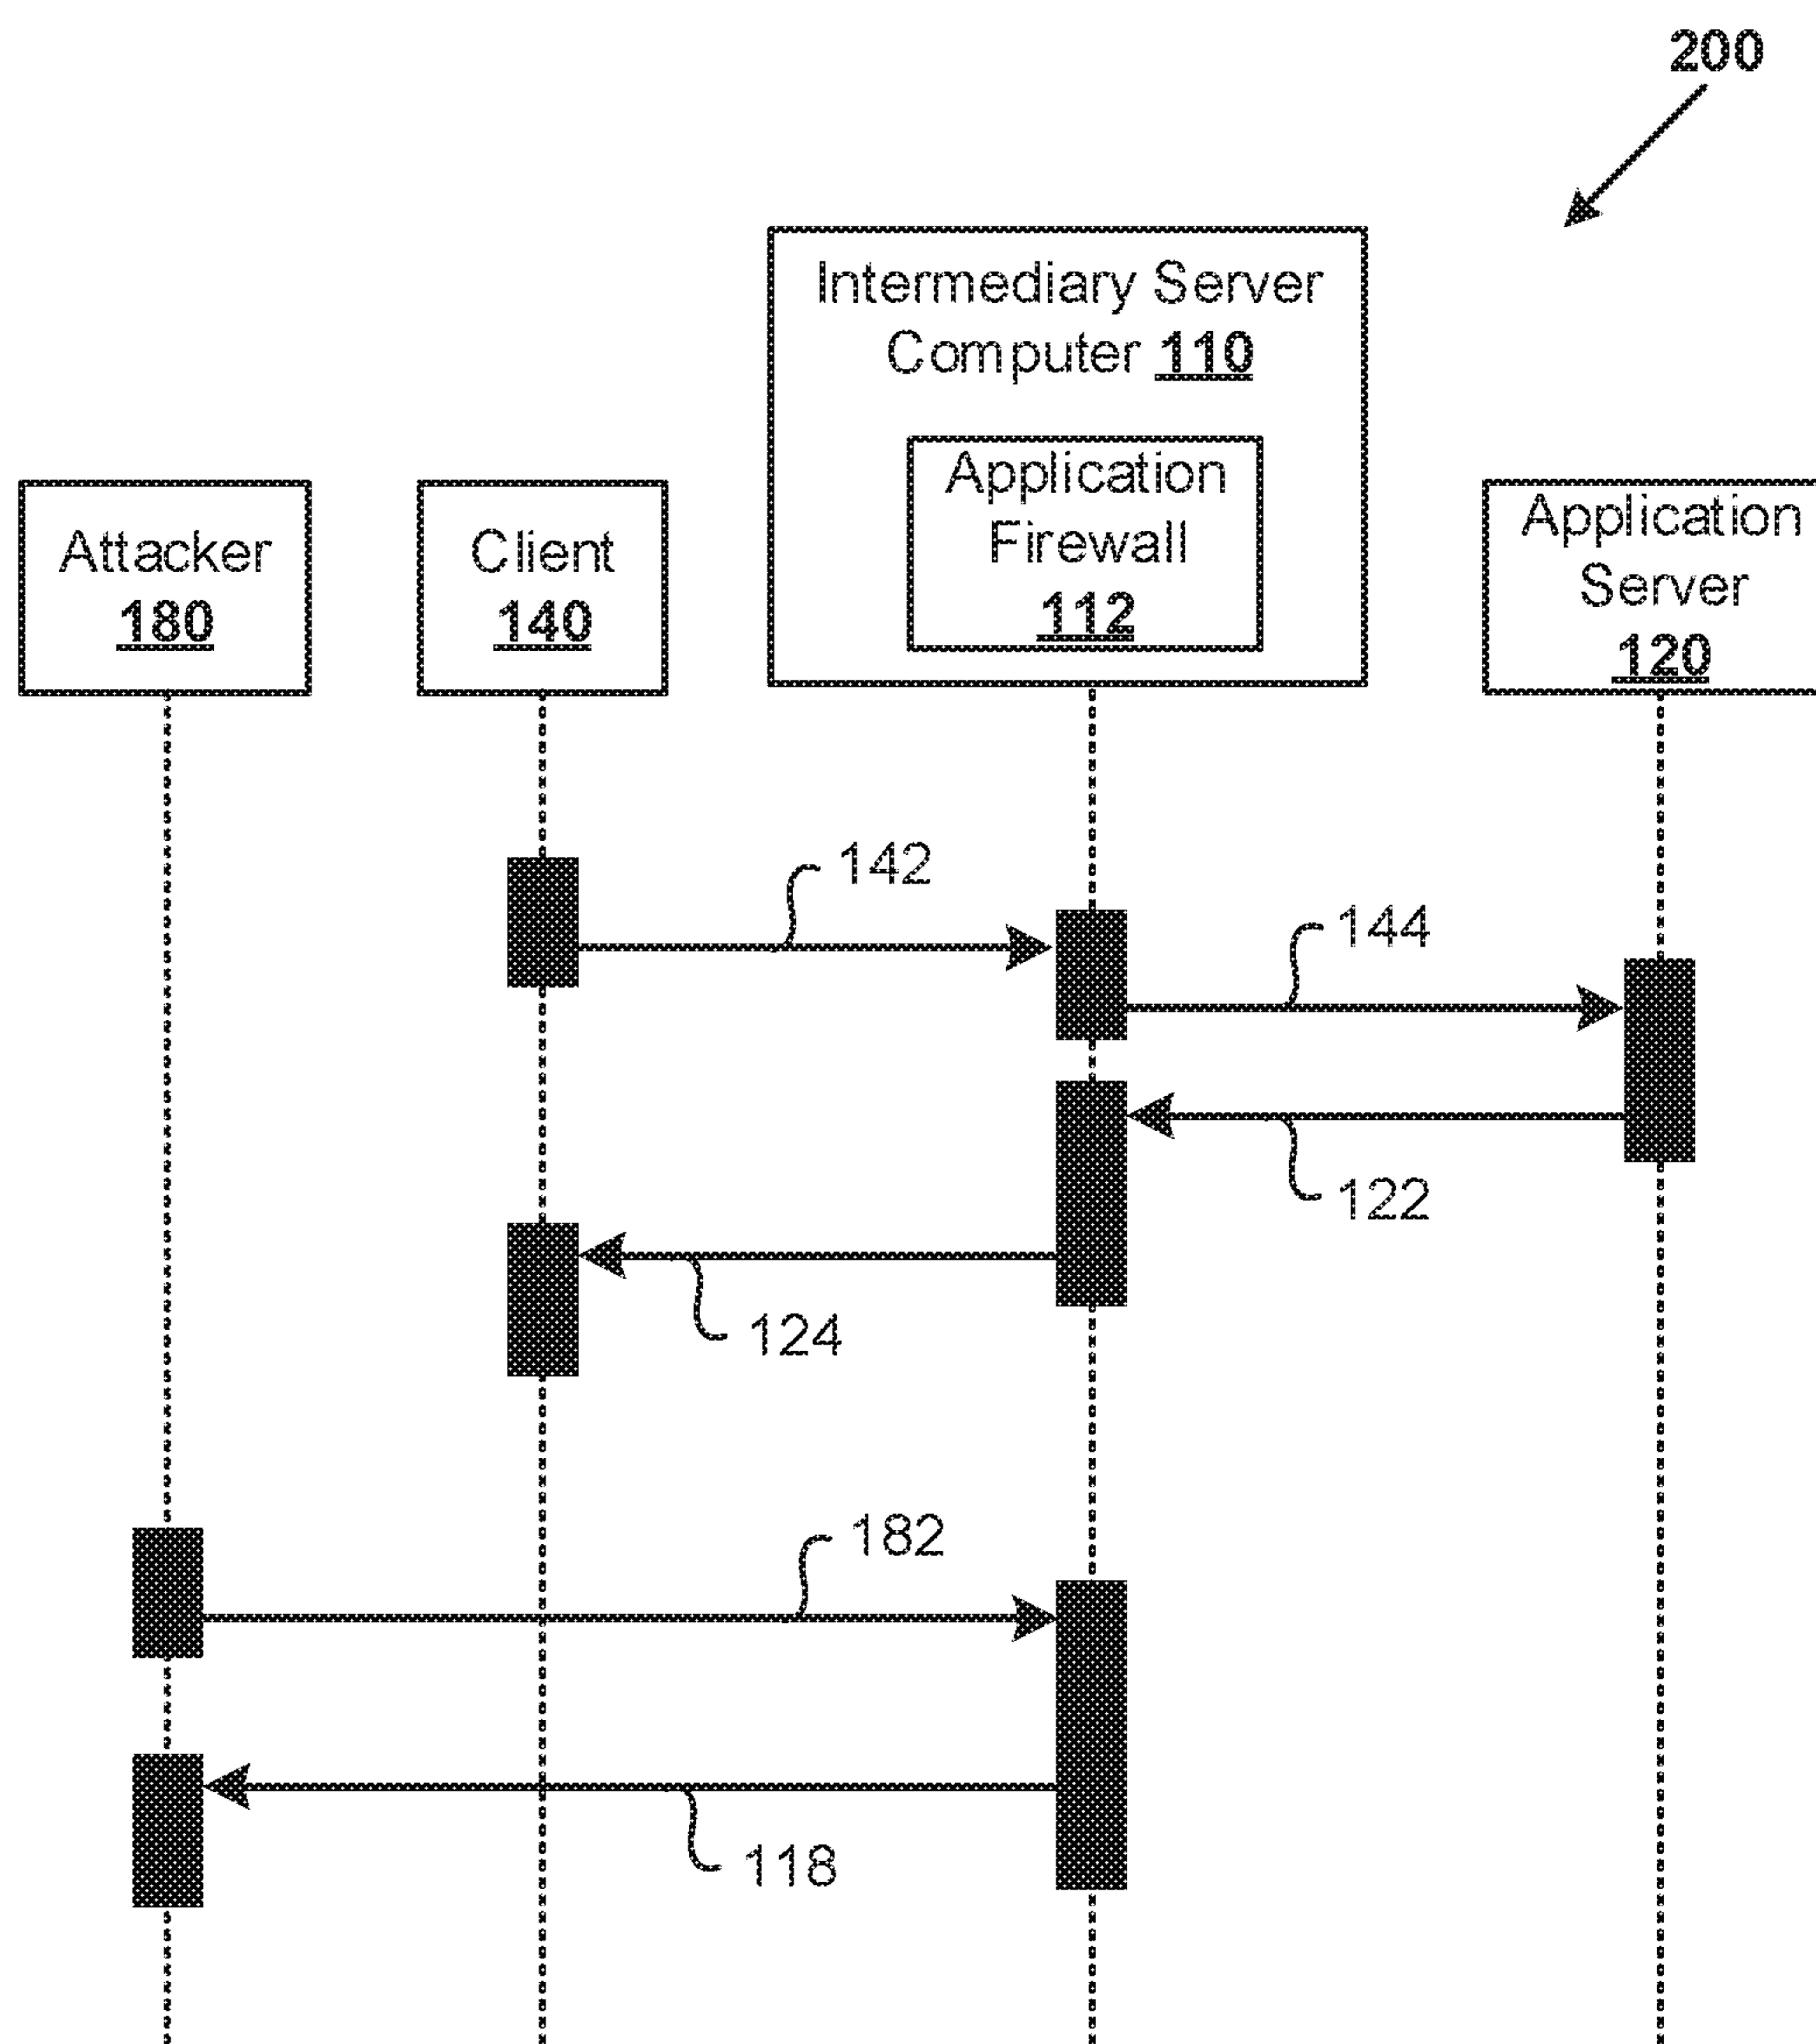 200
Intermediary Server
Computer 110
Application
Firewall
112
Attacker
180
Client
140
Application
Server
120
142
144
122
124
182
118